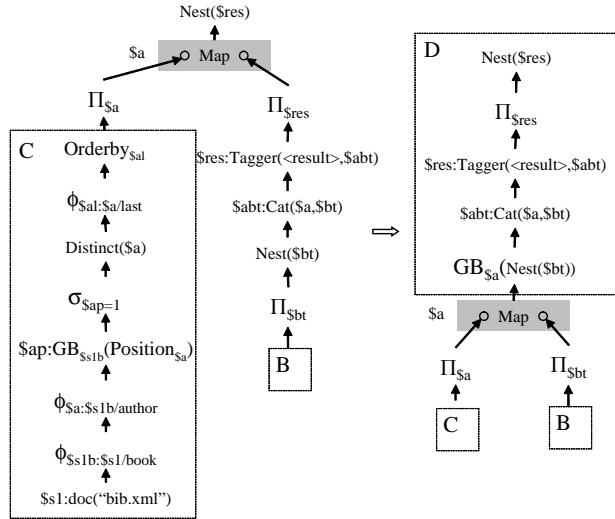 Nest($res)
$a
Map
Π$a
Π$res
C
Orderby$al
ϕ$al:$a/last
Distinct($a)
σ$ap=1
$ap:GB$s1b(Position$a)
ϕ$a:$s1b/author
ϕ$s1b:$s1/book
$s1:doc(“bib.xml”)
$res:Tagger(<result>,$abt)
$abt:Cat($a,$bt)
Nest($bt)
Π$bt
B
D
Nest($res)
Π$res
$res:Tagger(<result>,$abt)
$abt:Cat($a,$bt)
GB$a(Nest($bt))
$a
Map
Π$a
Π$bt
C
B